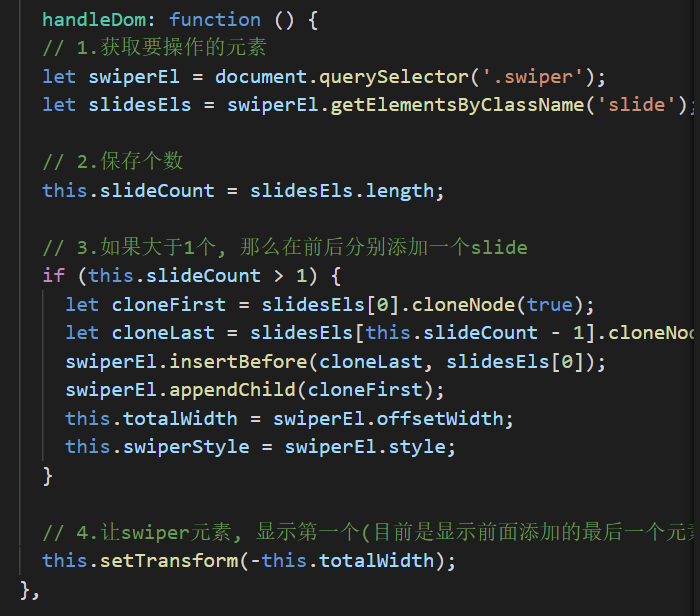 handleDom: function () {
// 1.获取要操作的元素
let swiperEl = document.querySelector('.swiper');
let slidesEls = swiperEl.getElementsByClassName('slide');
// 2.保存个数
this.slideCount = slidesEls.length;
// 3.如果大于1个, 那么在前后分别添加一个slide
if (this.slideCount > 1) {
let cloneFirst = slidesEls[0].cloneNode(true);
let cloneLast = slidesEls[this.slideCount - 1].cloneNo
swiperEl.insertBefore(cloneLast, slidesEls[0]);
swiperEl.appendChild(cloneFirst);
this.totalWidth = swiperEl.offsetWidth;
this.swiperStyle = swiperEl.style;
}
// 4.让swiper元素, 显示第一个(目前是显示前面添加的最后一个元素
this.setTransform(-this.totalWidth);
},